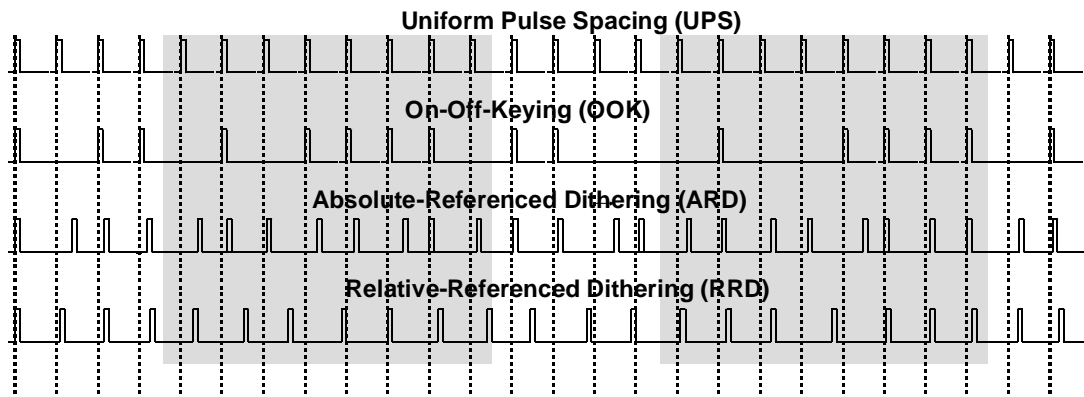 Uniform Pulse Spacing (UPS)
On-Off-Keying (OOK)
Absolute-Referenced Dithering (ARD)
Relative-Referenced Dithering (RRD)